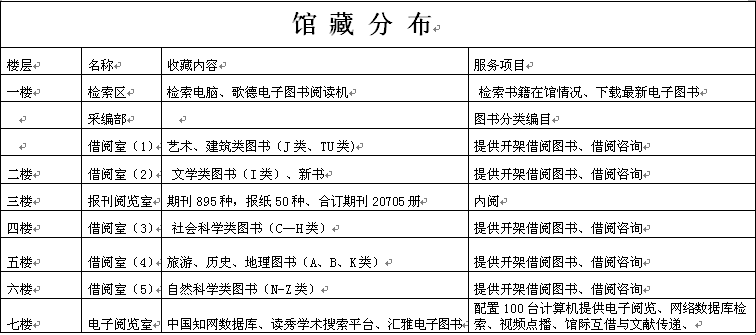 馆 藏 分 布
楼层 名称 收藏内容 服务项目
一楼 检索区 检索电脑、歌德电子图书阅读机 检索书籍在馆情况、下载最新电子图书
采编部 图书分类编目
借阅室（1） 艺术、建筑类图书（J 类、TU类） 提供开架借阅图书、借阅咨询
二楼 借阅室（2） 文学类图书（I 类）、新书 提供开架借阅图书、借阅咨询
三楼 报刊阅览室 期刊 895 种，报纸 50 种、合订期刊 20705 册 内阅
四楼 借阅室（3） 社会科学类图书（C—H 类） 提供开架借阅图书、借阅咨询
五楼 借阅室（4） 旅游、历史、地理图书（A、B、K类） 提供开架借阅图书、借阅咨询
六楼 借阅室（5） 自然科学类图书（N-Z 类） 提供开架借阅图书、借阅咨询
七楼 电子阅览室 中国知网数据库、读秀学术搜索平台、汇雅电子图书 配置 100 台计算机提供电子阅览、网络数据库检
索、视频点播、馆际互借与文献传递、